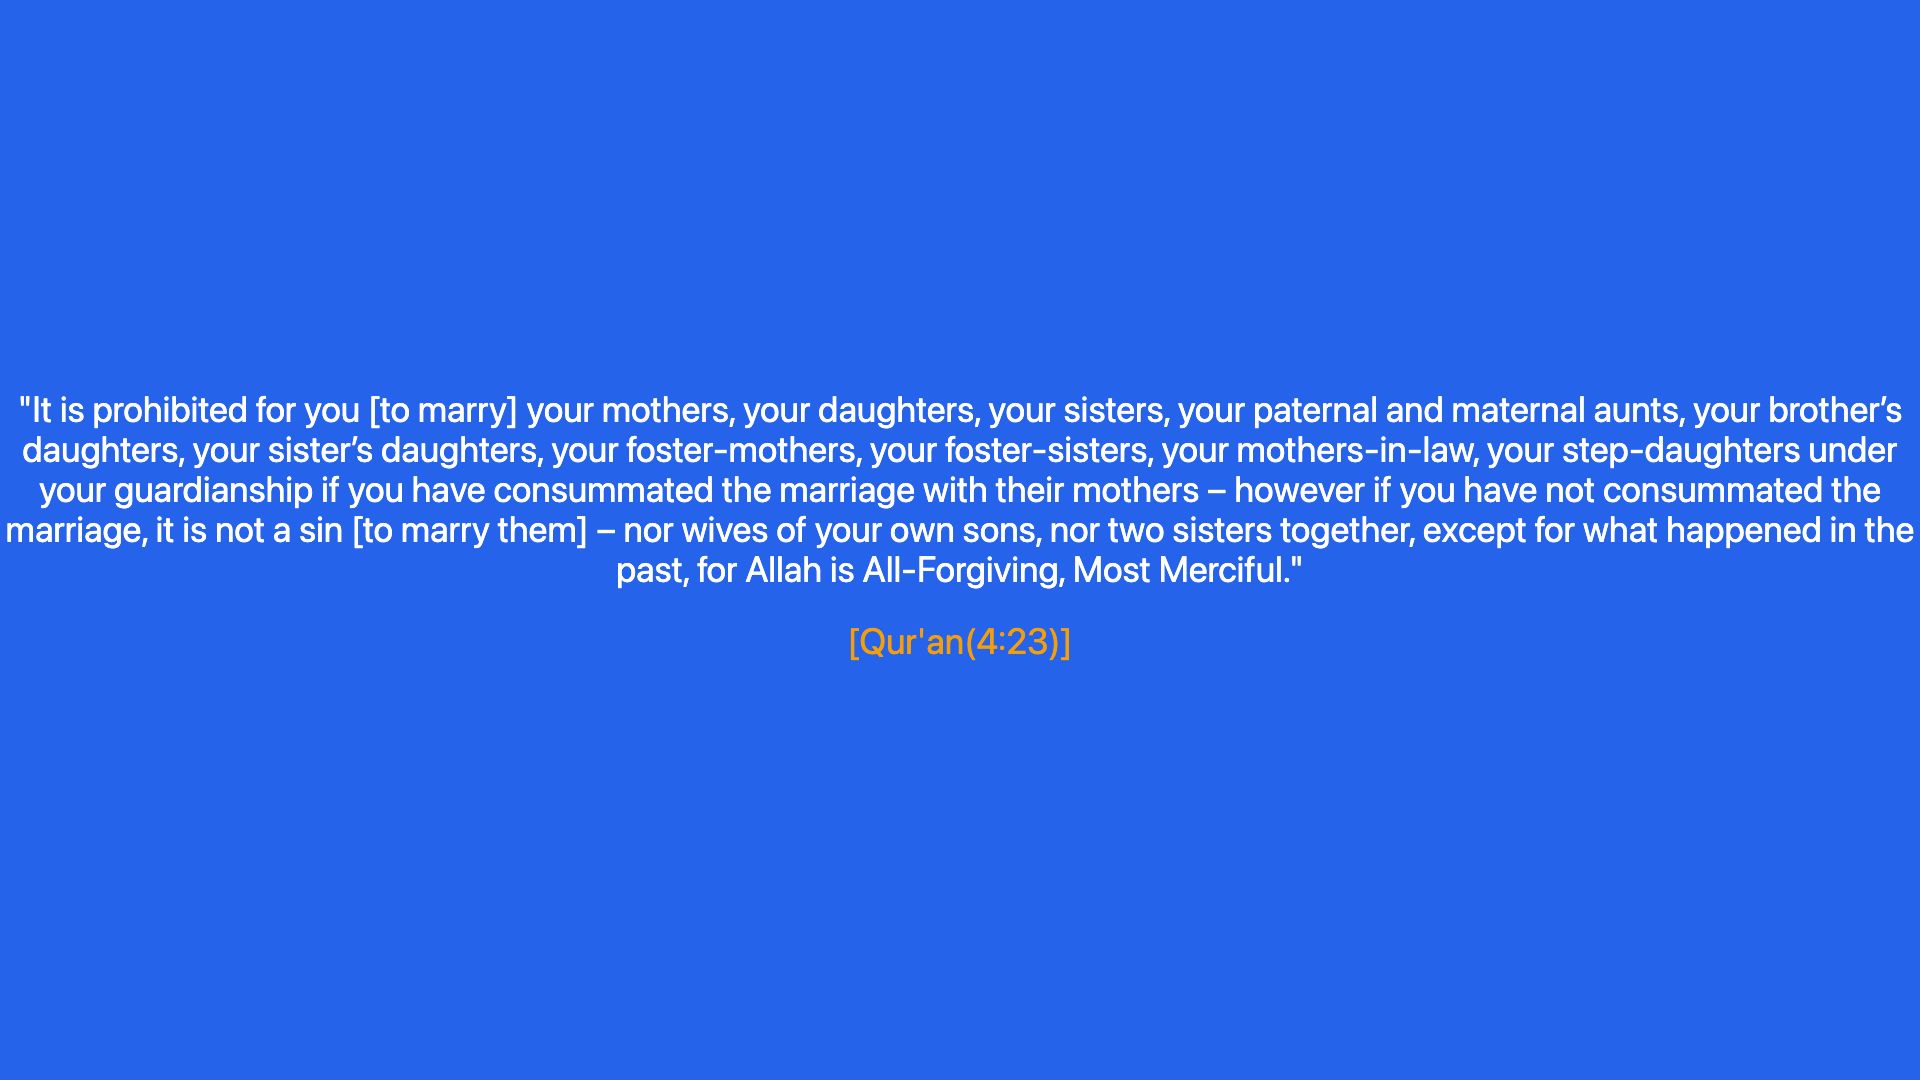 "It is prohibited for you [to marry] your mothers, your daughters, your sisters, your paternal and maternal aunts, your brother’s
daughters, your sister’s daughters, your foster-mothers, your foster-sisters, your mothers-in-law, your step-daughters under
your guardianship if you have consummated the marriage with their mothers – however if you have not consummated the
marriage, it is not a sin [to marry them] – nor wives of your own sons, nor two sisters together, except for what happened in the
past, for Allah is All-Forgiving, Most Merciful."
[Qur'an(4:23)]